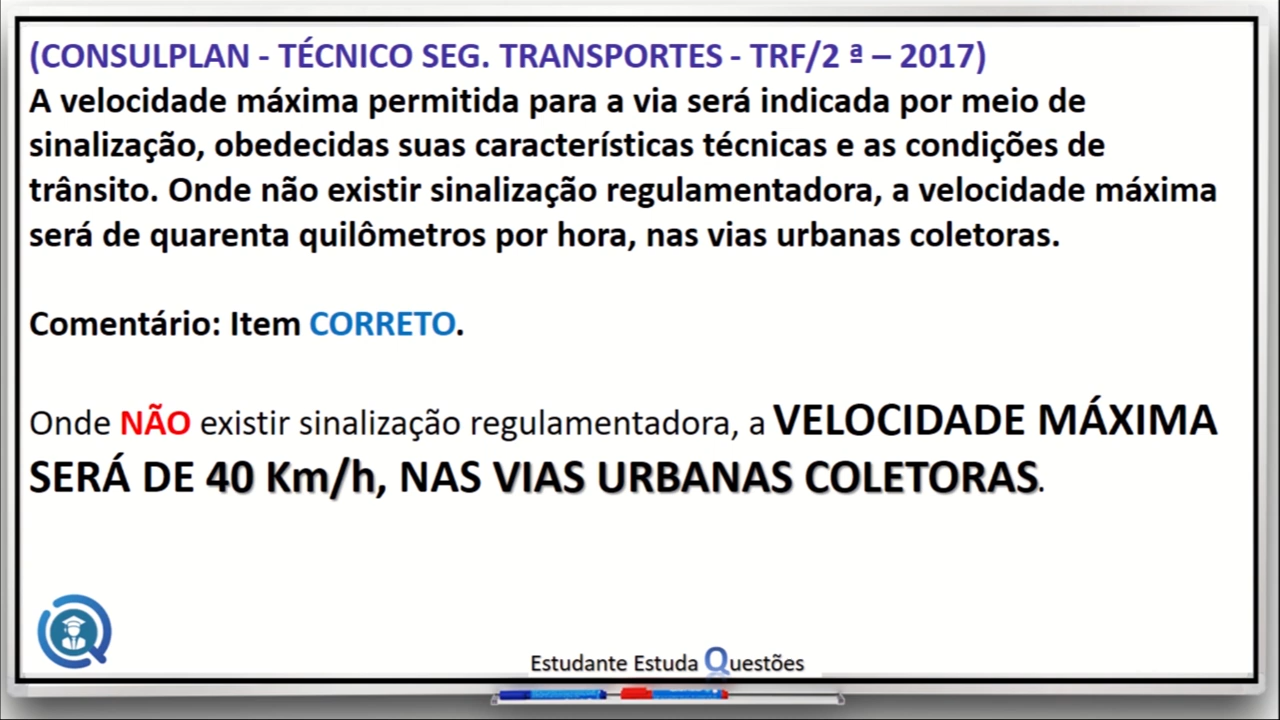 (CONSULPLAN - TÉCNICO SEG. TRANSPORTES - TRF/2 ª – 2017)
A velocidade máxima permitida para a via será indicada por meio de
sinalização, obedecidas suas características técnicas e as condições de
trânsito. Onde não existir sinalização regulamentadora, a velocidade máxima
será de quarenta quilômetros por hora, nas vias urbanas coletoras.
Comentário: Item CORRETO.
Onde NÃO existir sinalização regulamentadora, a VELOCIDADE MÁXIMA
SERÁ DE 40 Km/h, NAS VIAS URBANAS COLETORAS.
Estudante Estuda Questões